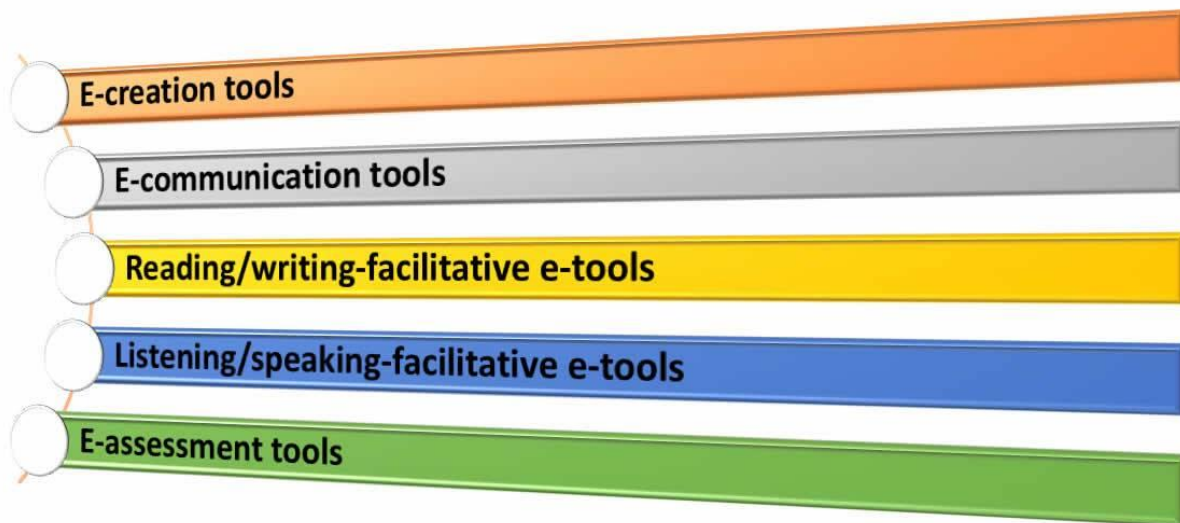 E-creation tools
E-communication tools
Reading/writing-facilitative e-tools
Listening/speaking-facilitative e-tools
E-assessment tools